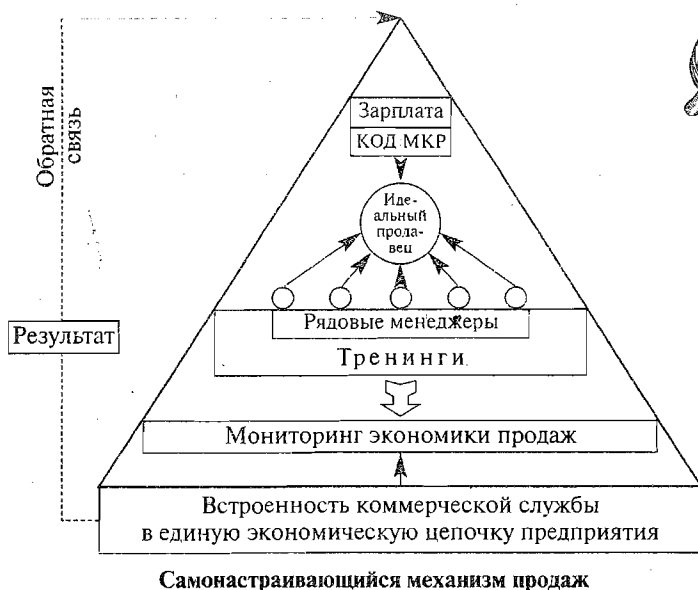 Обратная
связь
Зарплата
КОД МКР
Иде-
альный
прода-
вец
Рядовые менеджеры
Результат
Тренинги
Мониторинг экономики продаж
Встроенность коммерческой службы
в единую экономическую цепочку предприятия
Самонастраивающийся механизм продаж